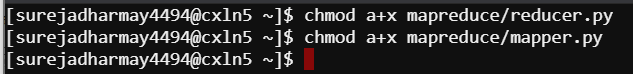 [surejadharmay4494@cxln5 ~]$ chmod a+x mapreduce/reducer.py
[surejadharmay4494@cxln5 ~]$ chmod a+x mapreduce/mapper.py
[surejadharmay4494@cxln5 ~]$